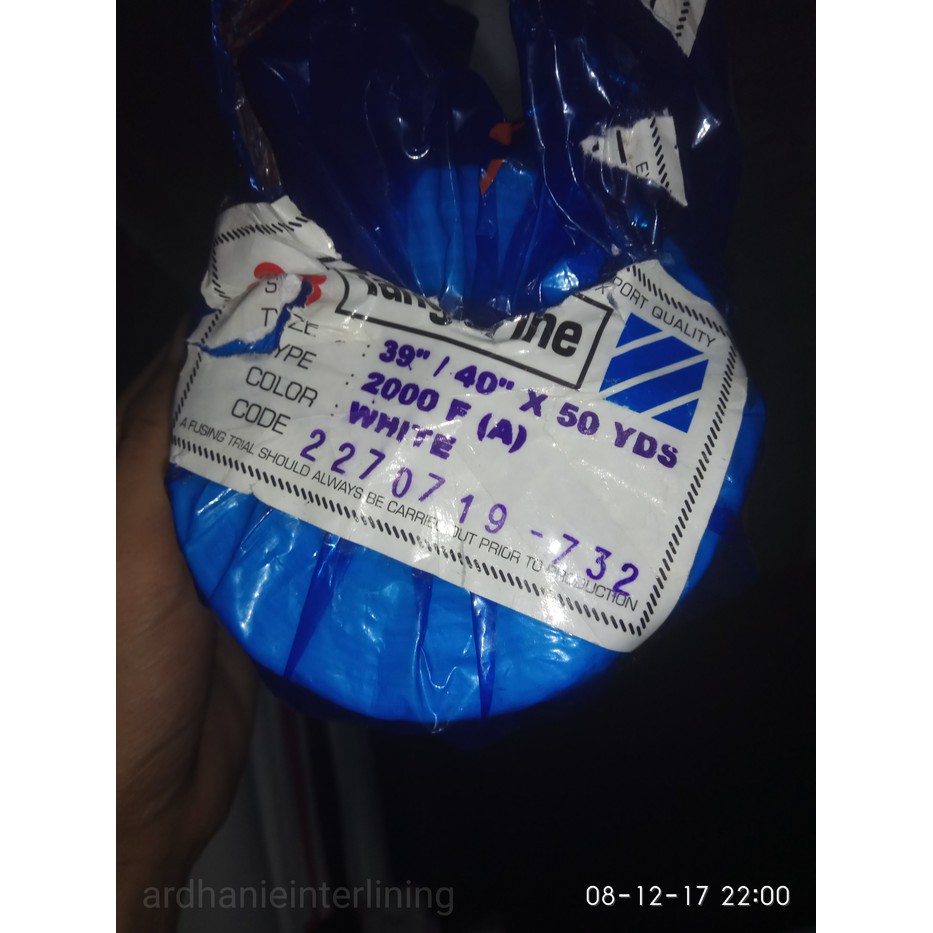 EXPORT QUALITY
SIZE : 39" / 40" X 50 YDS
TYPE : 2000 F (A)
COLOR : WHITE
CODE 2270719-732
A FUSING TRIAL SHOULD ALWAYS BE CARRIED OUT PRIOR TO PRODUCTION
ardhanieinterlining
08-12-17 22:00